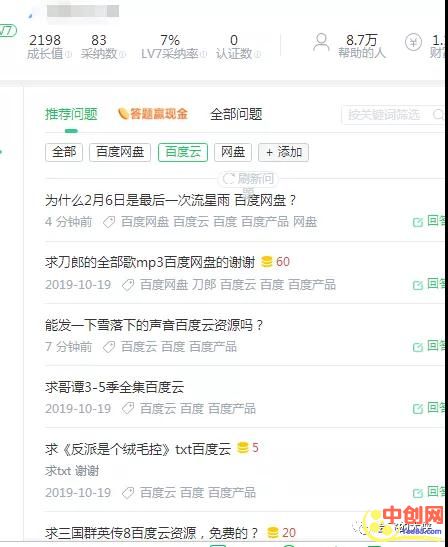 V7
2198 83 7% 0 8.7万 1.
成长值 采纳数 LV7采纳率 认证数 帮助的人 财
推荐问题 答题赢现金 全部问题 按关键词筛选
全部 百度网盘 百度云 网盘 + 添加
刷新问题
为什么2月6日是最后一次流星雨 百度网盘？
4 分钟前 百度网盘 百度云 百度 百度产品 网盘 回答
求刀郎的全部歌mp3百度网盘的谢谢 60
2019-10-19 百度网盘 刀郎 百度云 百度 百度产品 回答
能发一下雪落下的声音百度云资源吗？
7 分钟前 百度云 百度 百度产品 回答
求哥谭3-5季全集百度云
2019-10-19 百度云 百度 百度产品 回答
求《反派是个绒毛控》txt百度云 5
求txt 谢谢
2019-10-19 百度云 百度 百度产品 回答
中创网
求三国群英传8百度云资源，免费的？ 20